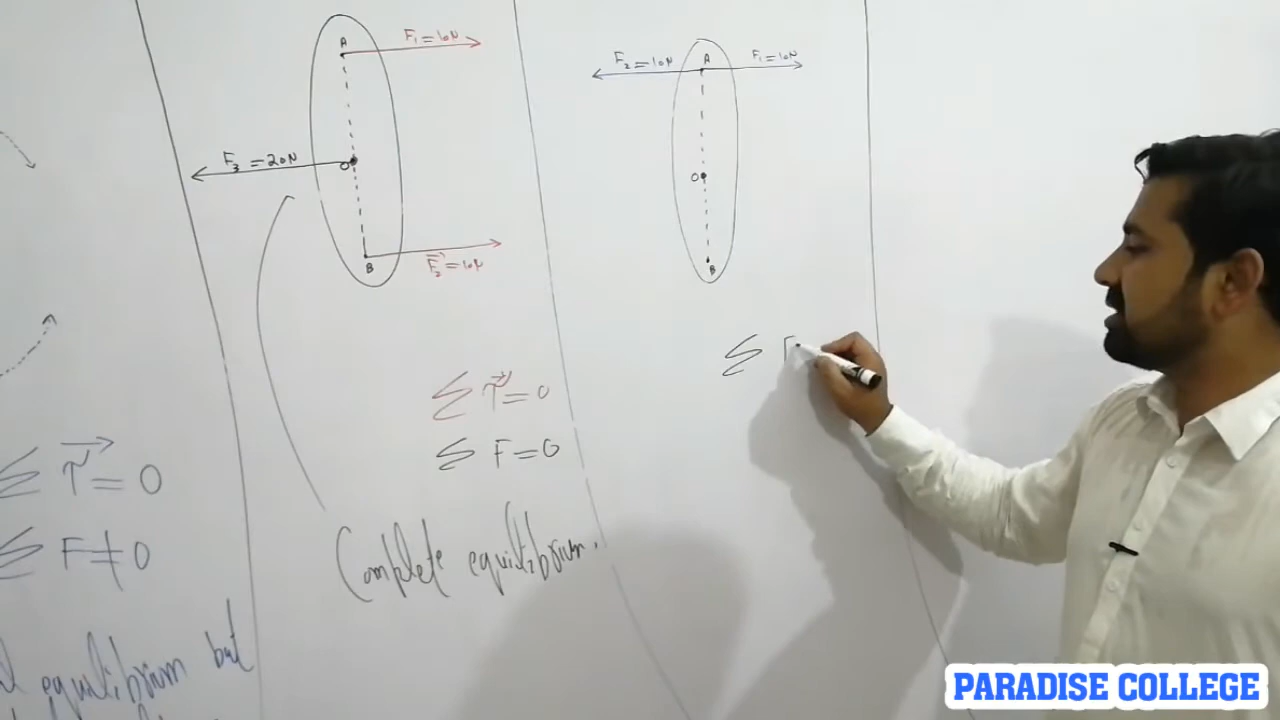 Σ τ = 0
Σ F ≠ 0
equilibrium but
A
F₁ = 10N
F₃ = 20N
O
B
F₂ = 10N
Σ τ = 0
Σ F = 0
Complete equilibrium.
F₂ = 10N
A
F₁ = 10N
O
B
Σ F
PARADISE COLLEGE